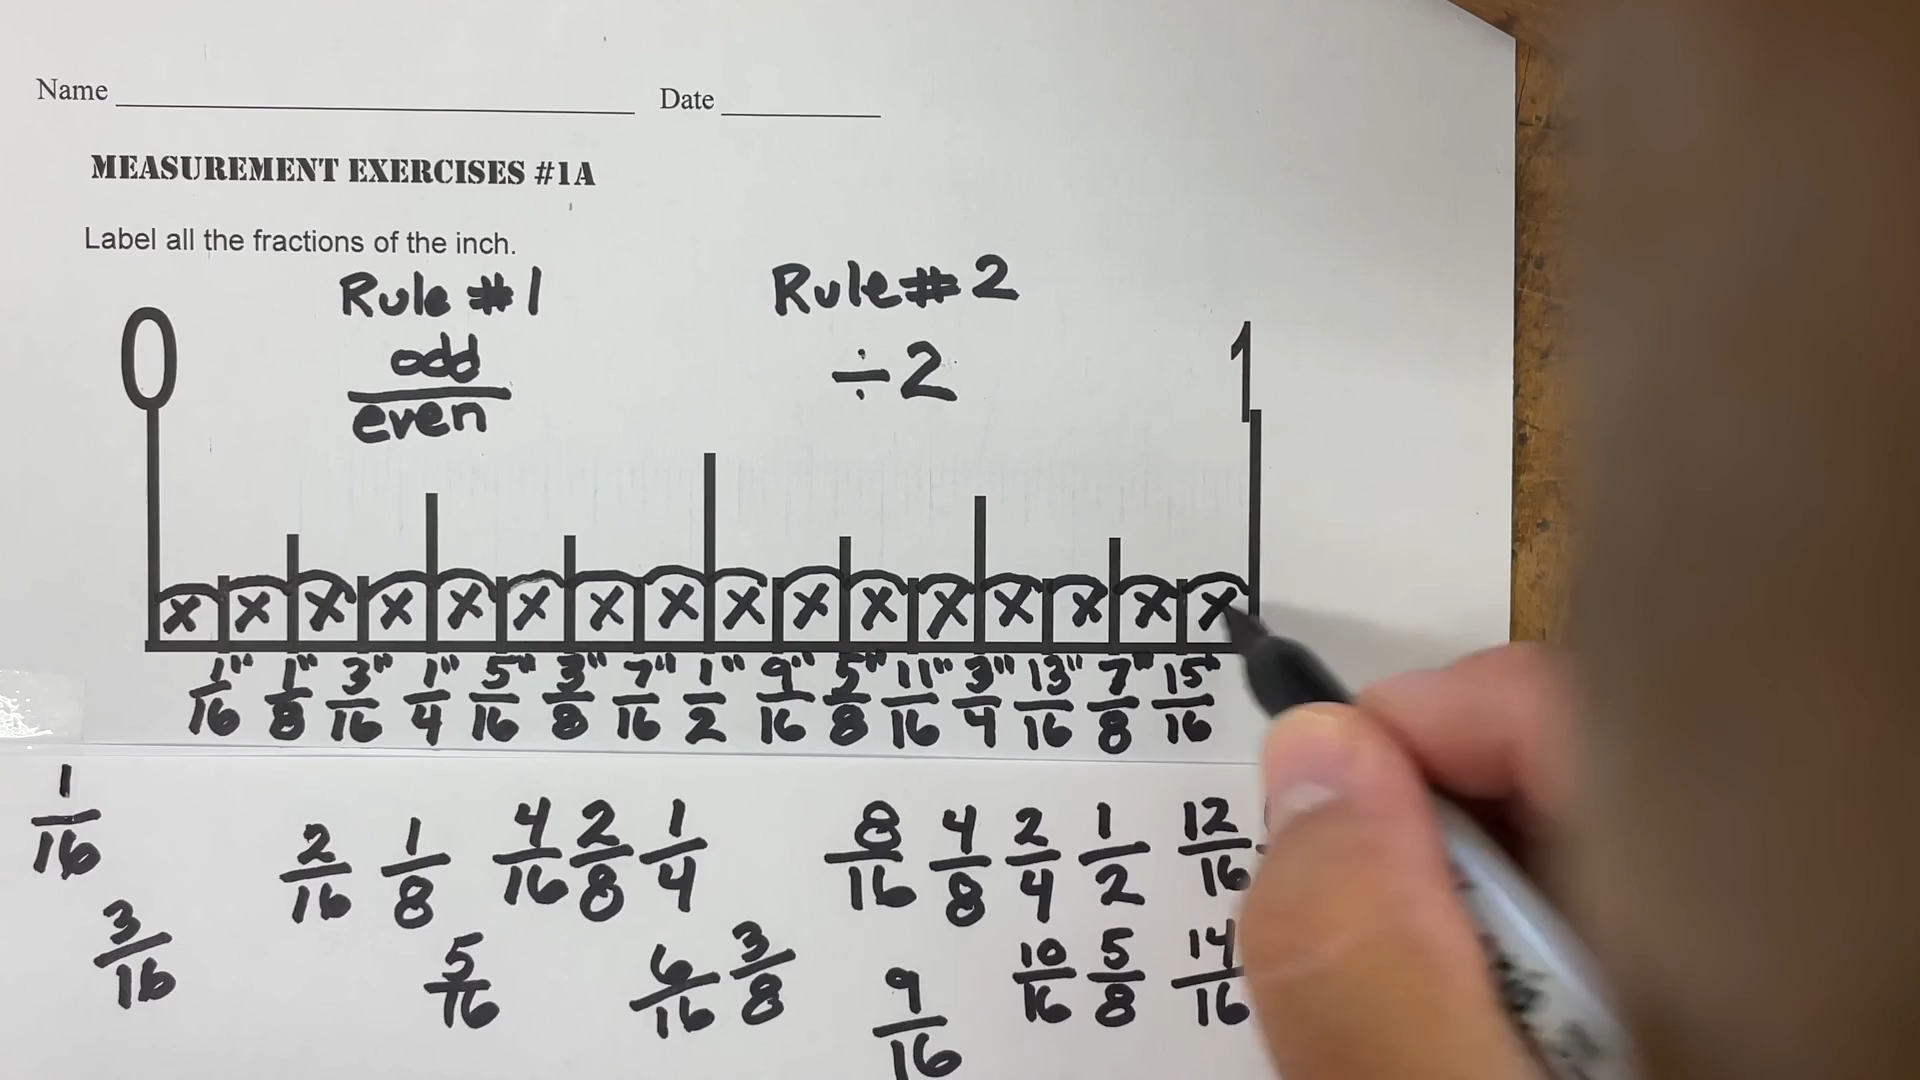 Name Date
MEASUREMENT EXERCISES #1A
Label all the fractions of the inch.
Rule #1 Rule #2
odd/even ÷2
0 1
x x x x x x x x x x x x x x x x
1"/16 1"/8 3"/16 1"/4 5"/16 3"/8 7"/16 1"/2 9"/16 5"/8 11"/16 3"/4 13"/16 7"/8 15"/16
1/16 2/16 1/8 4/16 2/8 1/4 8/16 4/8 2/4 1/2 12/16
3/16 5/16 6/16 3/8 9/16 10/16 5/8 14/16